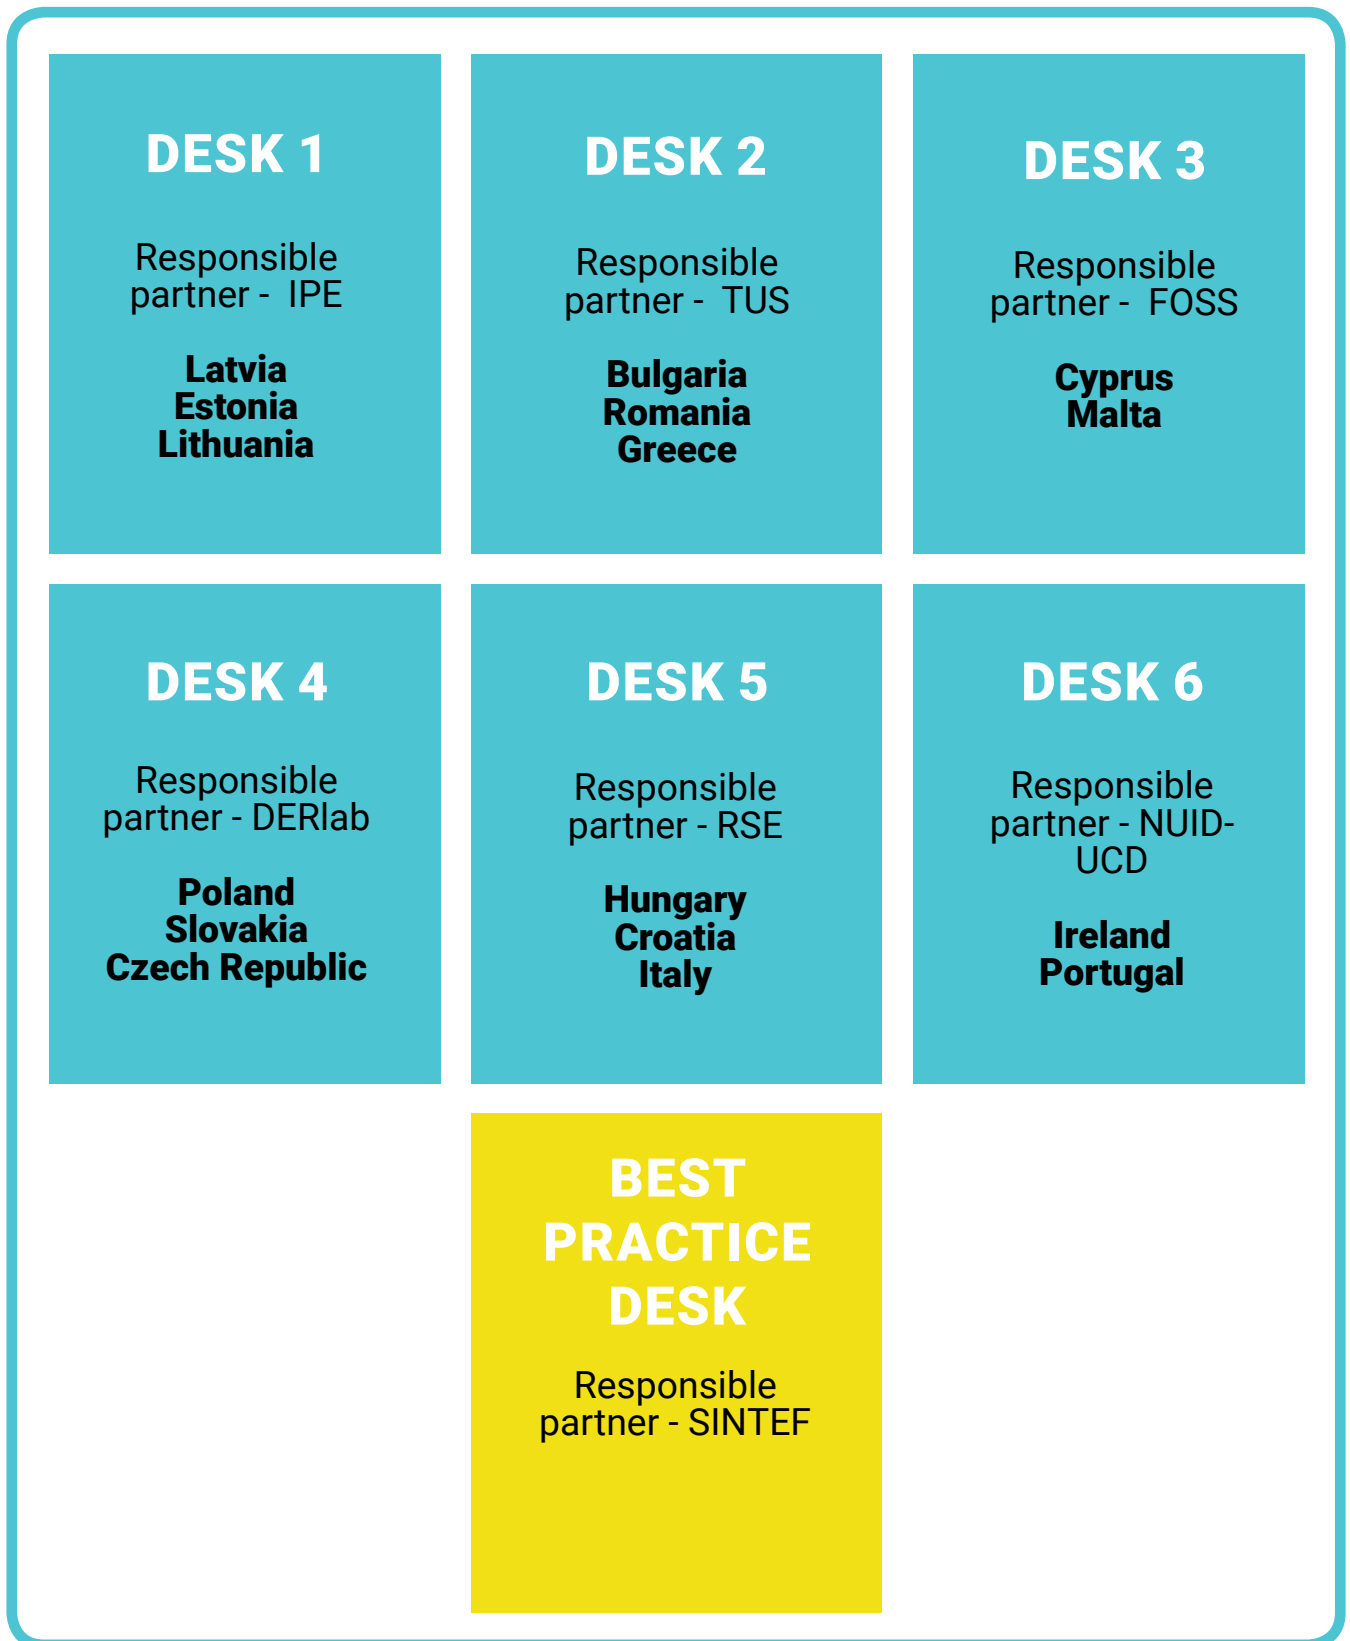 DESK 1
Responsible
partner -  IPE
Latvia
Estonia
Lithuania
DESK 2
Responsible
partner -  TUS
Bulgaria
Romania
Greece
DESK 3
Responsible
partner -  FOSS
Cyprus
Malta
DESK 4
Responsible
partner - DERlab
Poland
Slovakia
Czech Republic
DESK 5
Responsible
partner - RSE
Hungary
Croatia
Italy
DESK 6
Responsible
partner - NUID-
UCD
Ireland
Portugal
BEST
PRACTICE
DESK
Responsible
partner - SINTEF